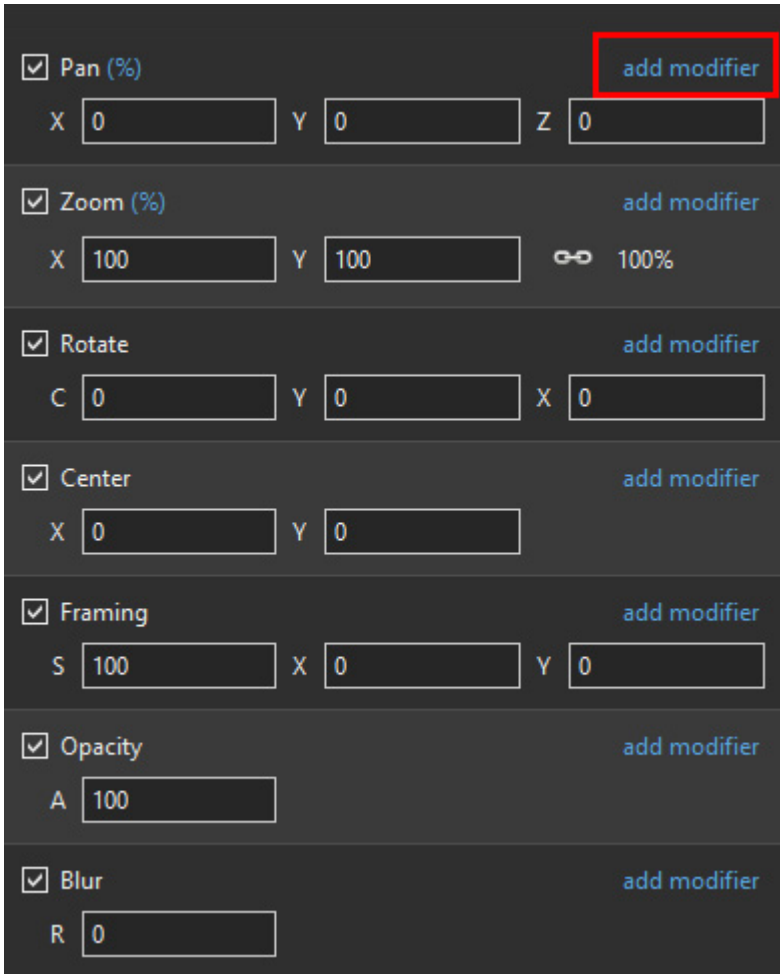 Pan (%) add modifier
X 0 Y 0 Z 0
Zoom (%) add modifier
X 100 Y 100 100%
Rotate add modifier
C 0 Y 0 X 0
Center add modifier
X 0 Y 0
Framing add modifier
S 100 X 0 Y 0
Opacity add modifier
A 100
Blur add modifier
R 0